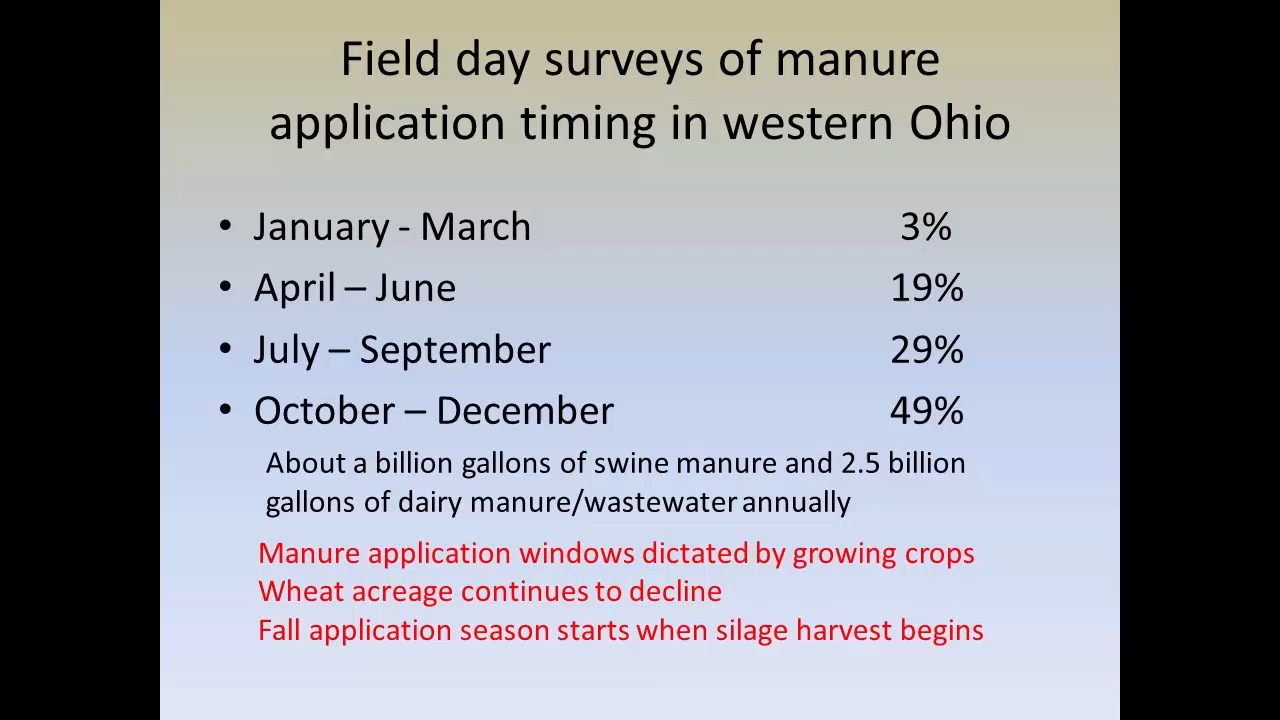 Field day surveys of manure
application timing in western Ohio
• January - March 3%
• April – June 19%
• July – September 29%
• October – December 49%
About a billion gallons of swine manure and 2.5 billion
gallons of dairy manure/wastewater annually
Manure application windows dictated by growing crops
Wheat acreage continues to decline
Fall application season starts when silage harvest begins